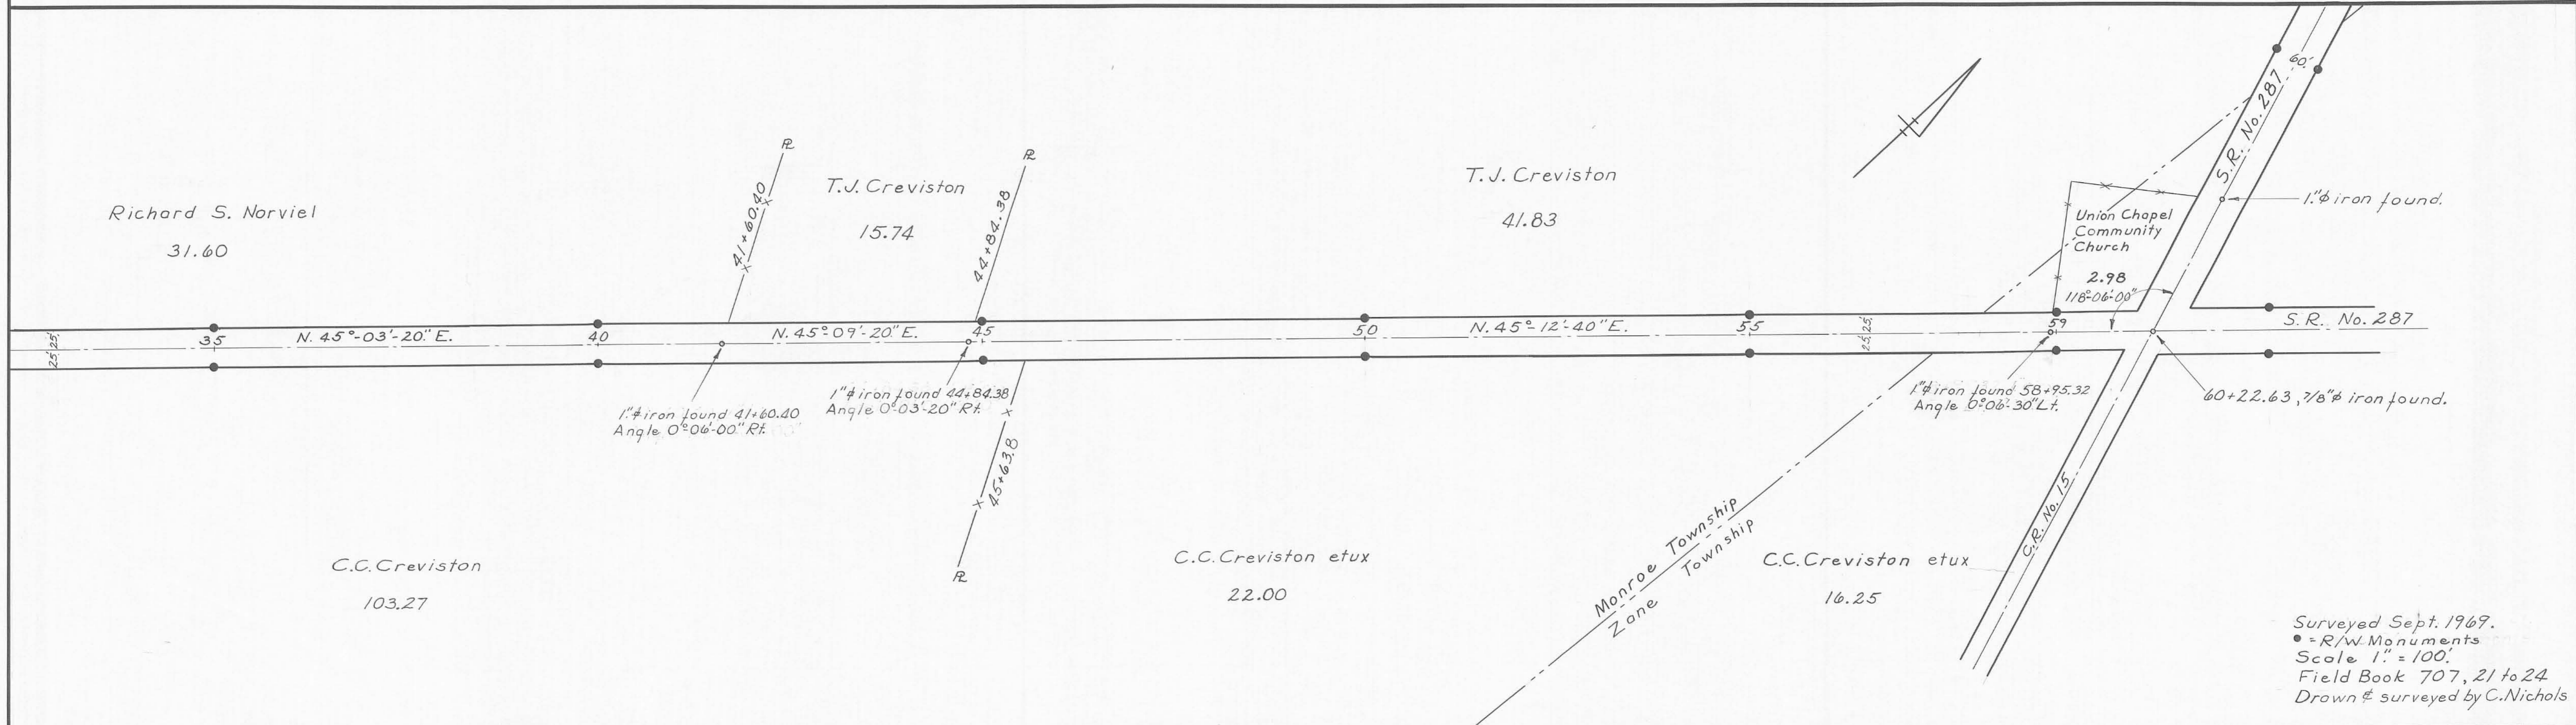 Richard S. Norviel
31.60
41+60.40
℞
T.J. Creviston
15.74
44+84.38
℞
T.J. Creviston
41.83
S.R. No. 287
60'
1"ϕ iron found.
Union Chapel
Community
Church
2.98
118°-06'-00"
25' 25'
35
N. 45°-03'-20" E.
40
N. 45°-09'-20" E.
45
50
N. 45°-12'-40" E.
55
25' 25'
59
S.R. No. 287
1"ϕ iron found 41+60.40
Angle 0°-06'-00" Rt.
1"ϕ iron found 44+84.38
Angle 0°-03'-20" Rt.
1"ϕ iron found 58+95.32
Angle 0°06'-30" Lt.
60+22.63, 7/8"ϕ iron found.
45+63.8
℞
C.C. Creviston
103.27
C.C. Creviston etux
22.00
Monroe Township
Zane Township
C.C. Creviston etux
16.25
C.R. No. 15
Surveyed Sept. 1969.
● = R/W Monuments
Scale 1" = 100'
Field Book 707, 21 to 24
Drawn & surveyed by C. Nichols